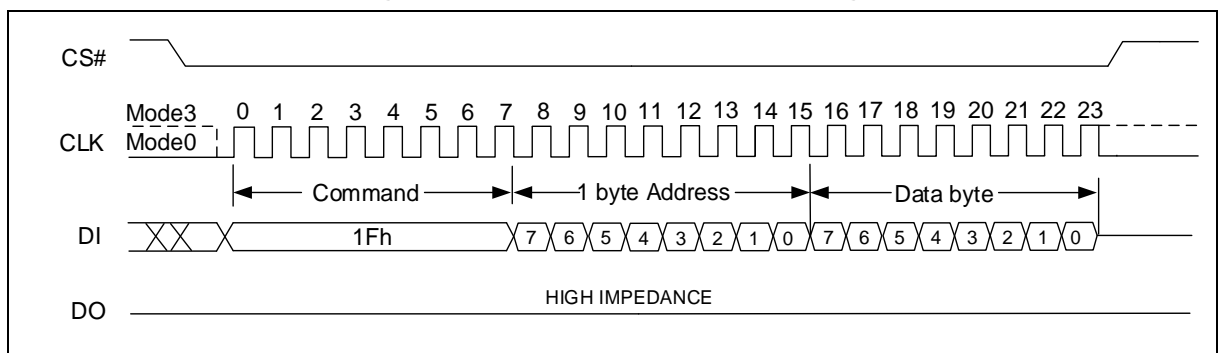 CS#
Mode3 0 1 2 3 4 5 6 7 8 9 10 11 12 13 14 15 16 17 18 19 20 21 22 23
CLK Mode0
Command 1 byte Address Data byte
DI 1Fh 7 6 5 4 3 2 1 0 7 6 5 4 3 2 1 0
HIGH IMPEDANCE
DO